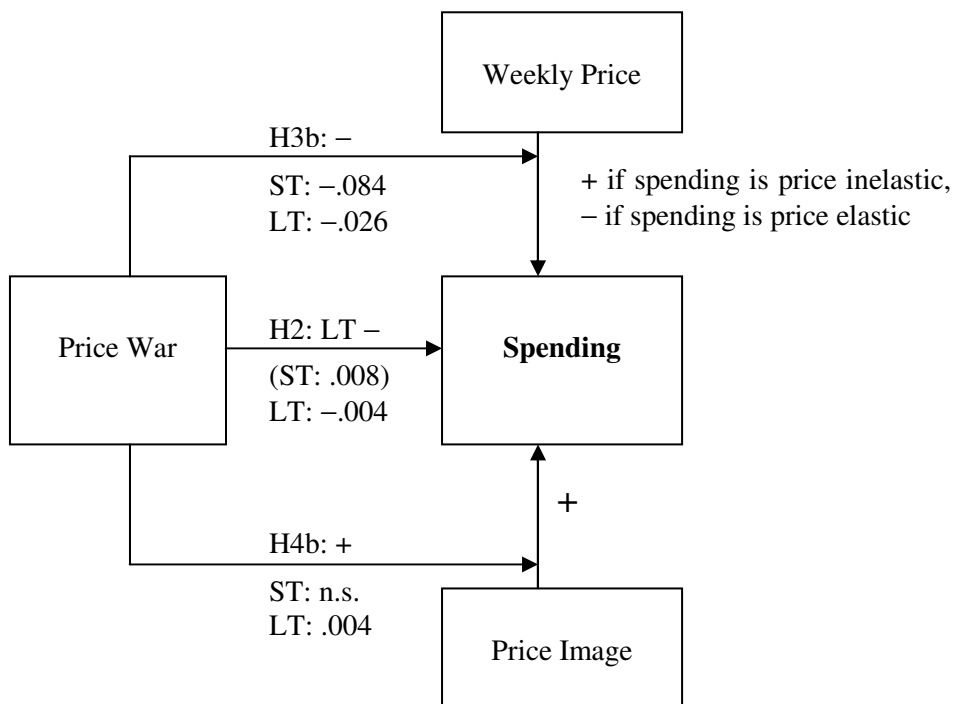 Weekly Price
H3b: −
ST: −.084
LT: −.026
+ if spending is price inelastic,
− if spending is price elastic
Price War
H2: LT −
(ST: .008)
LT: −.004
Spending
+
H4b: +
ST: n.s.
LT: .004
Price Image